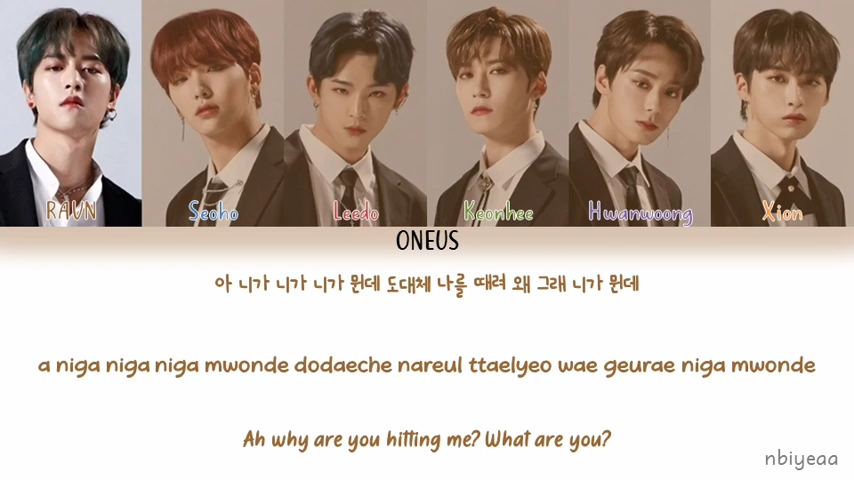 RAVN Seoho Leedo Keonhee Hwanwoong Xion
ONEUS
아 니가 니가 니가 뭔데 도대체 나를 때려 왜 그래 니가 뭔데
a niga niga niga mwonde dodaeche nareul ttaelyeo wae geurae niga mwonde
Ah why are you hitting me? What are you?
nbiyeaa